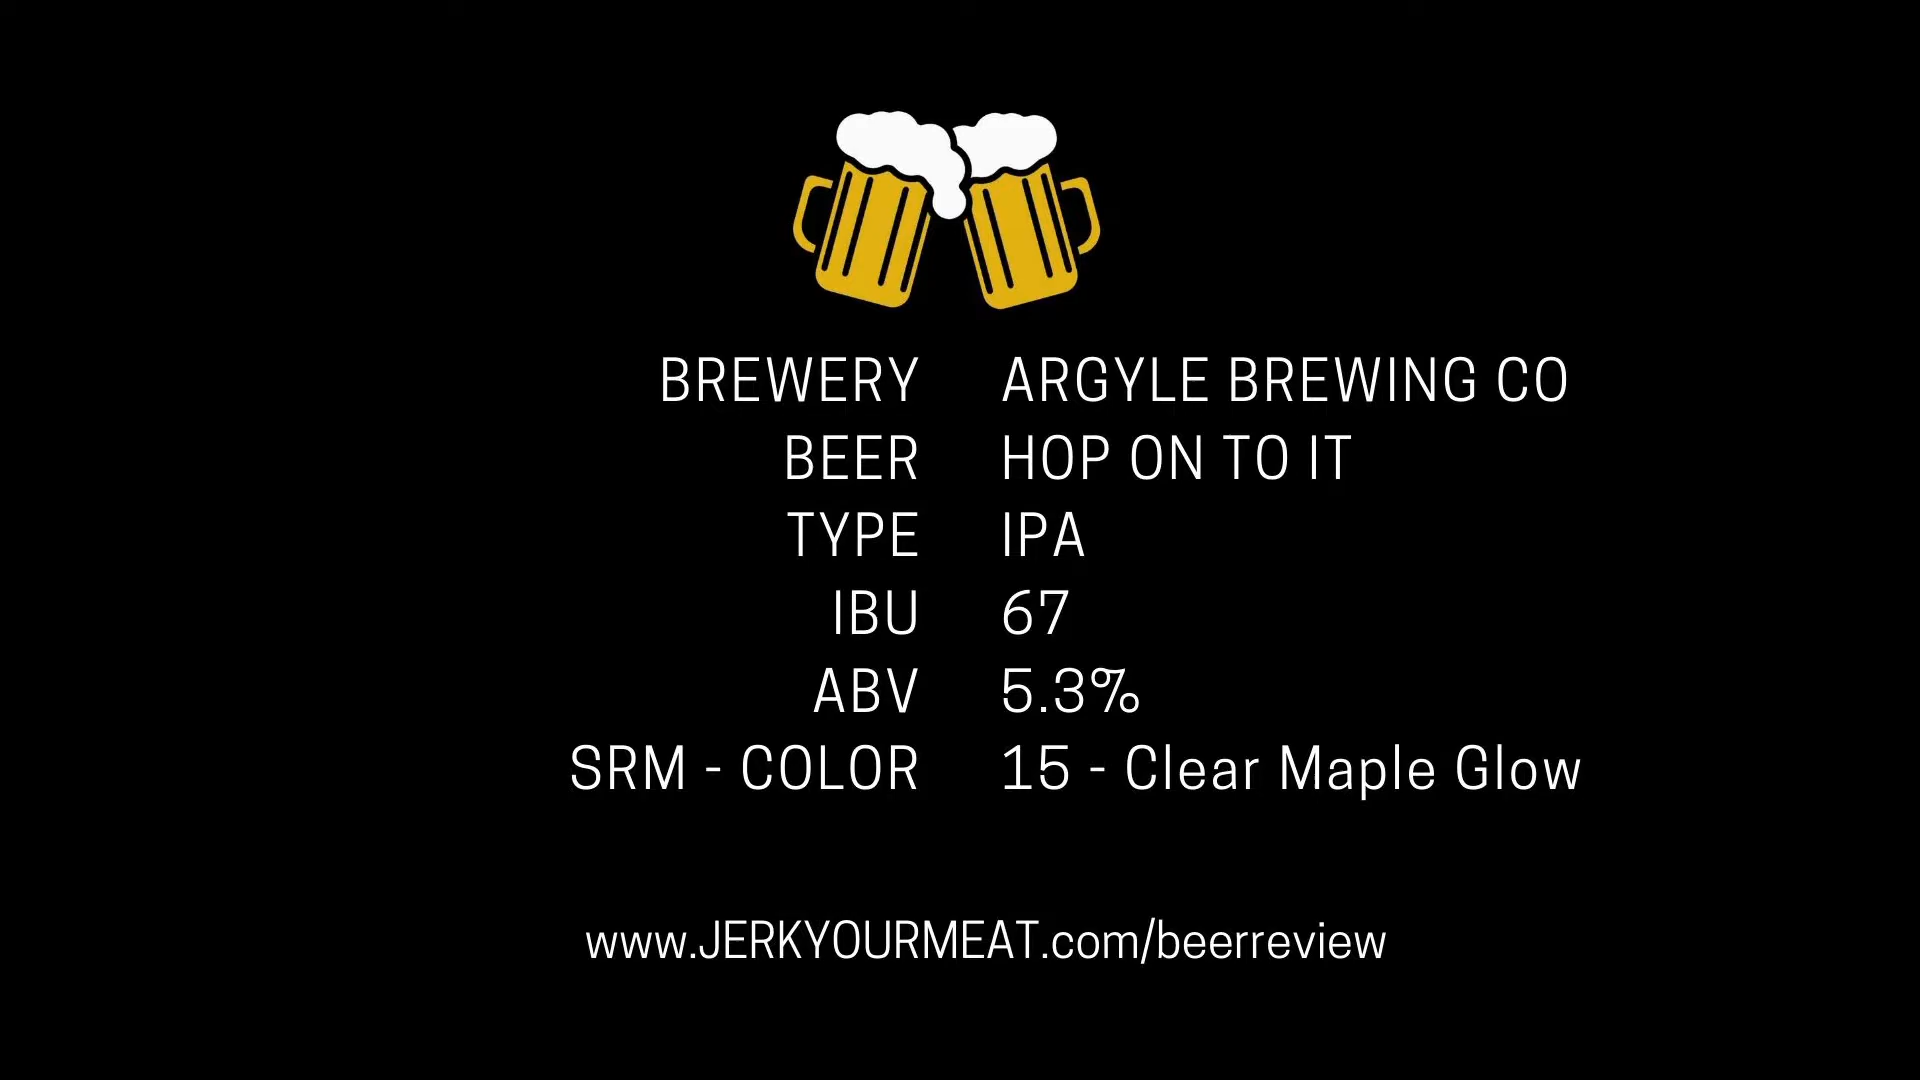 BREWERY ARGYLE BREWING CO
BEER HOP ON TO IT
TYPE IPA
IBU 67
ABV 5.3%
SRM - COLOR 15 - Clear Maple Glow
www.JERKYOURMEAT.com/beerreview